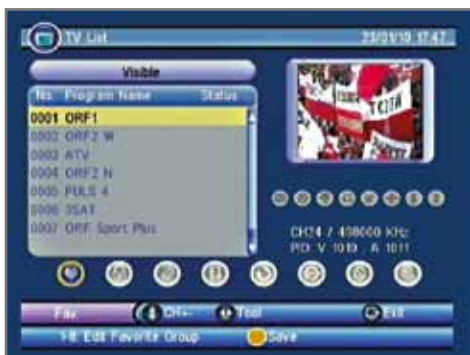 TV List 23/01/10 17:47
Visible
No. Program Name Status
0001 ORF1
0002 ORF2 W
0003 ATV
0004 ORF2 N
0005 PULS 4
0006 3SAT
0007 ORF Sport Plus
CH24 / 498000 KHz
PID: V 1010 , A 1011
Fav. CH+- Tool Exit
1-8: Edit Favorite Group Save